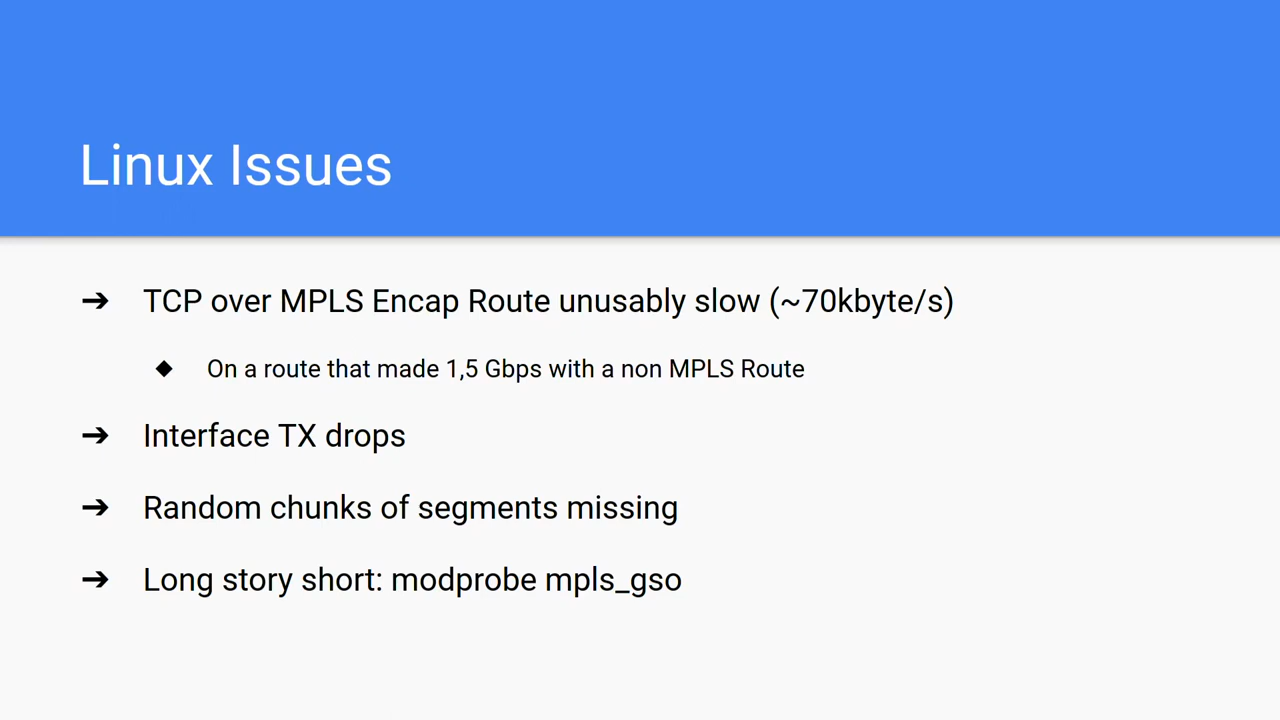 Linux Issues
➔ TCP over MPLS Encap Route unusably slow (~70kbyte/s)
◆ On a route that made 1,5 Gbps with a non MPLS Route
➔ Interface TX drops
➔ Random chunks of segments missing
➔ Long story short: modprobe mpls_gso